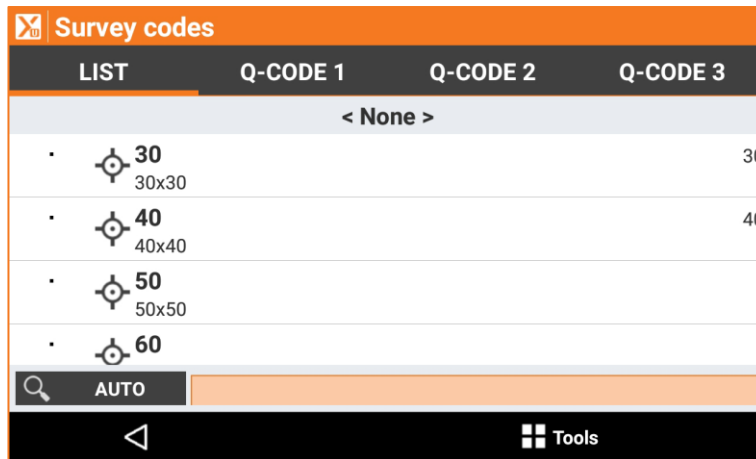 Survey codes
LIST Q-CODE 1 Q-CODE 2 Q-CODE 3
< None >
30
30x30
40
40x40
50
50x50
60
AUTO
Tools